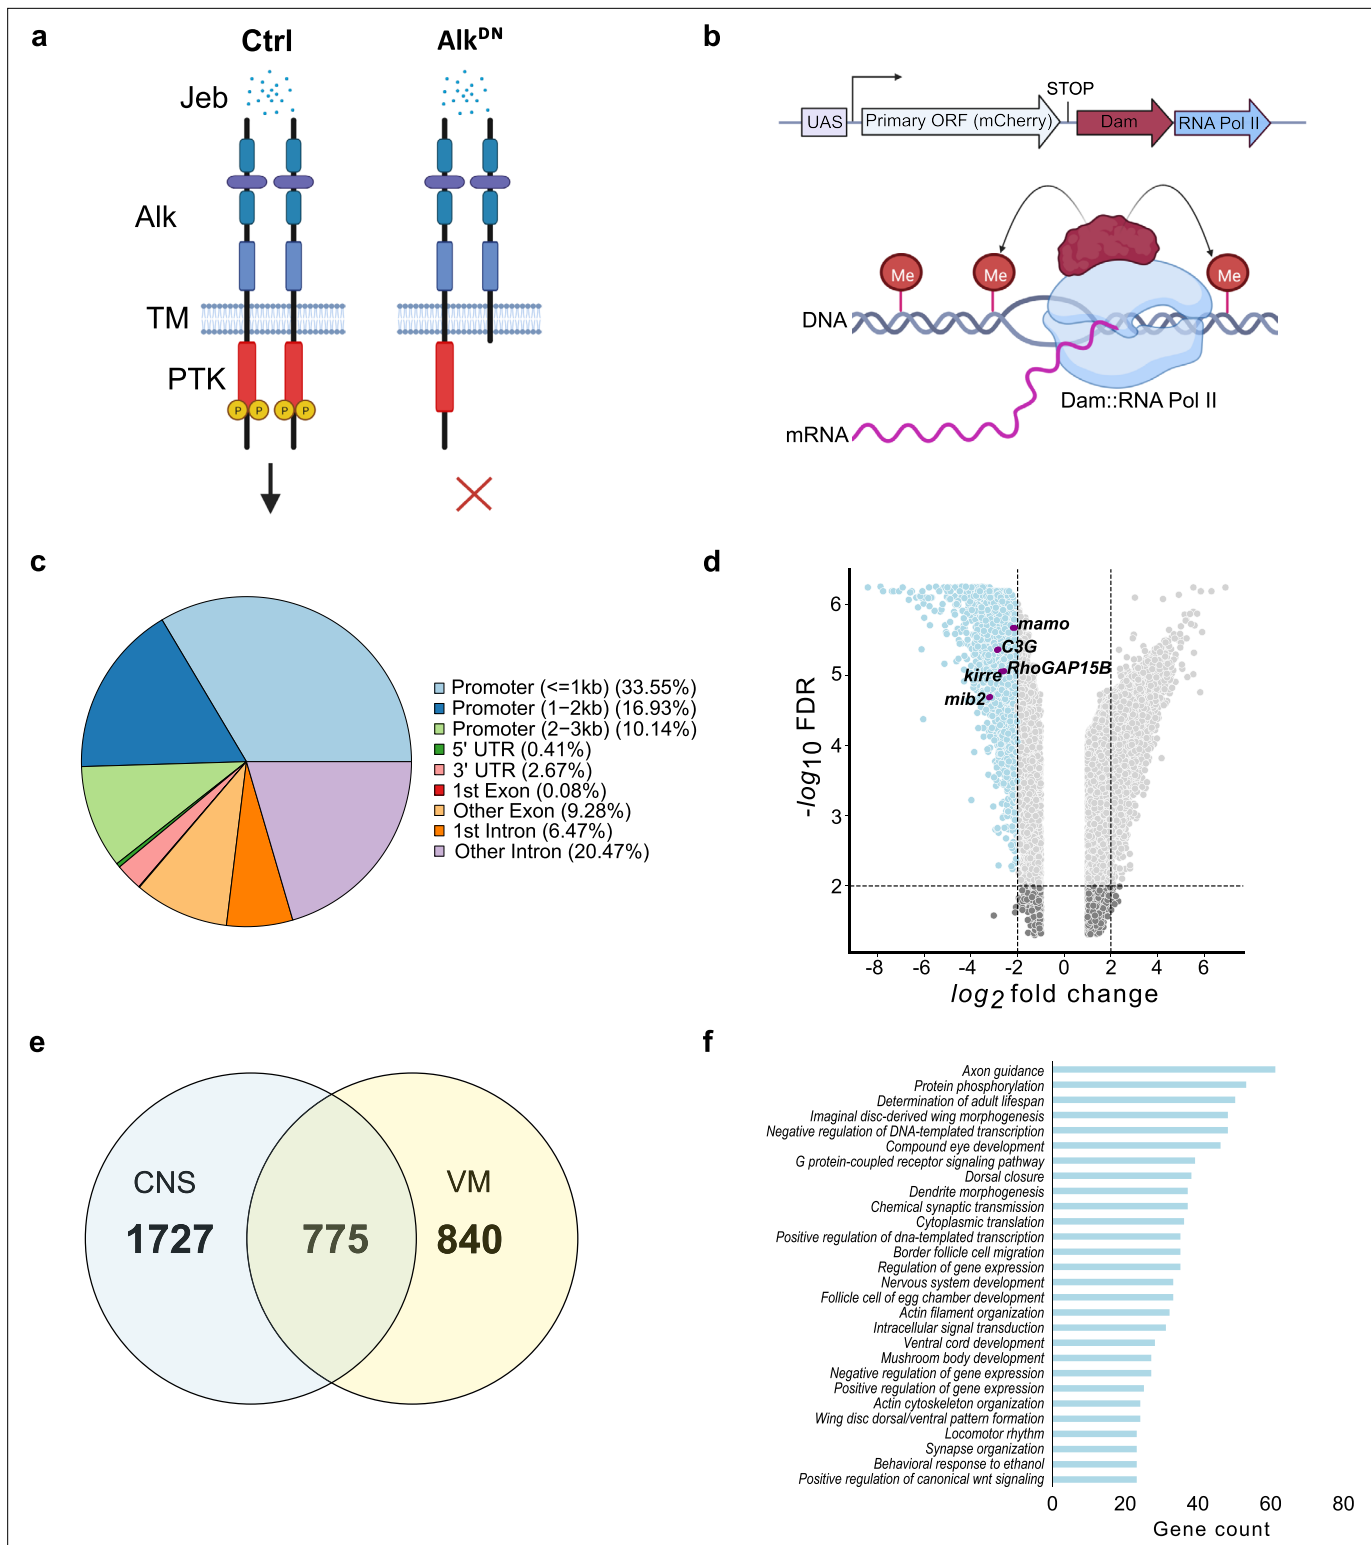 a
Ctrl
Alk^DN
Jeb
Alk
TM
PTK
P P P P
b
STOP
UAS
Primary ORF (mCherry)
Dam
RNA Pol II
Me
Me
Me
DNA
Dam::RNA Pol II
mRNA
c
Promoter (<=1kb) (33.55%)
Promoter (1−2kb) (16.93%)
Promoter (2−3kb) (10.14%)
5' UTR (0.41%)
3' UTR (2.67%)
1st Exon (0.08%)
Other Exon (9.28%)
1st Intron (6.47%)
Other Intron (20.47%)
d
-log10 FDR
6
5
4
3
2
mamo
C3G
RhoGAP15B
kirre
mib2
-8 -6 -4 -2 0 2 4 6
log2 fold change
e
CNS
1727
775
VM
840
f
Axon guidance
Protein phosphorylation
Determination of adult lifespan
Imaginal disc-derived wing morphogenesis
Negative regulation of DNA-templated transcription
Compound eye development
G protein-coupled receptor signaling pathway
Dorsal closure
Dendrite morphogenesis
Chemical synaptic transmission
Cytoplasmic translation
Positive regulation of dna-templated transcription
Border follicle cell migration
Regulation of gene expression
Nervous system development
Follicle cell of egg chamber development
Actin filament organization
Intracellular signal transduction
Ventral cord development
Mushroom body development
Negative regulation of gene expression
Positive regulation of gene expression
Actin cytoskeleton organization
Wing disc dorsal/ventral pattern formation
Locomotor rhythm
Synapse organization
Behavioral response to ethanol
Positive regulation of canonical wnt signaling
0 20 40 60 80
Gene count